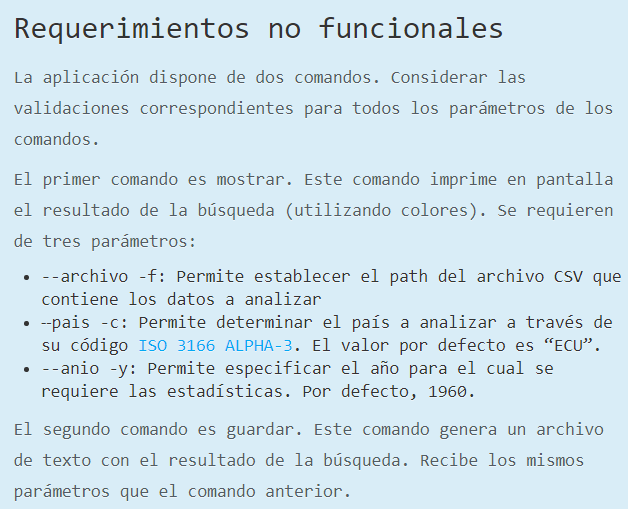 Requerimientos no funcionales
La aplicación dispone de dos comandos. Considerar las
validaciones correspondientes para todos los parámetros de los
comandos.
El primer comando es mostrar. Este comando imprime en pantalla
el resultado de la búsqueda (utilizando colores). Se requieren
de tres parámetros:
• --archivo -f: Permite establecer el path del archivo CSV que
contiene los datos a analizar
• --pais -c: Permite determinar el país a analizar a través de
su código ISO 3166 ALPHA-3. El valor por defecto es “ECU”.
• --anio -y: Permite especificar el año para el cual se
requiere las estadísticas. Por defecto, 1960.
El segundo comando es guardar. Este comando genera un archivo
de texto con el resultado de la búsqueda. Recibe los mismos
parámetros que el comando anterior.